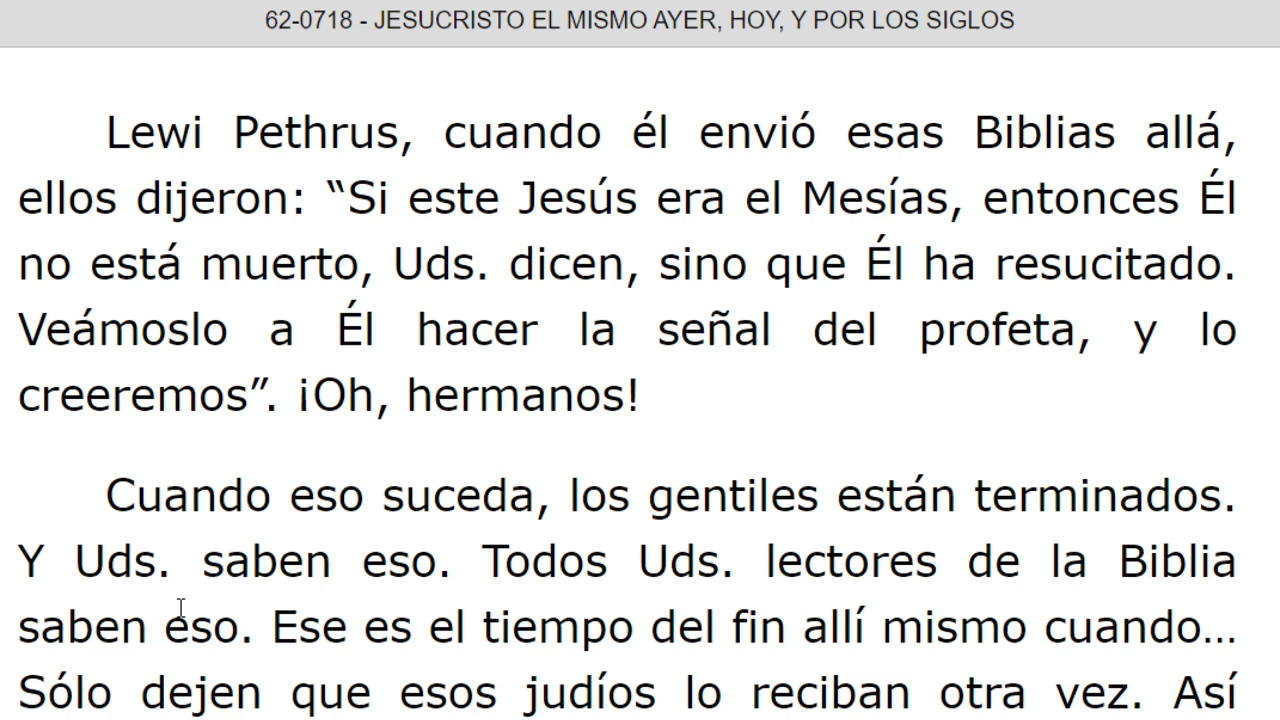 62-0718 - JESUCRISTO EL MISMO AYER, HOY, Y POR LOS SIGLOS
Lewi Pethrus, cuando él envió esas Biblias allá,
ellos dijeron: “Si este Jesús era el Mesías, entonces Él
no está muerto, Uds. dicen, sino que Él ha resucitado.
Veámoslo a Él hacer la señal del profeta, y lo
creeremos”. ¡Oh, hermanos!
Cuando eso suceda, los gentiles están terminados.
Y Uds. saben eso. Todos Uds. lectores de la Biblia
saben eso. Ese es el tiempo del fin allí mismo cuando…
Sólo dejen que esos judíos lo reciban otra vez. Así